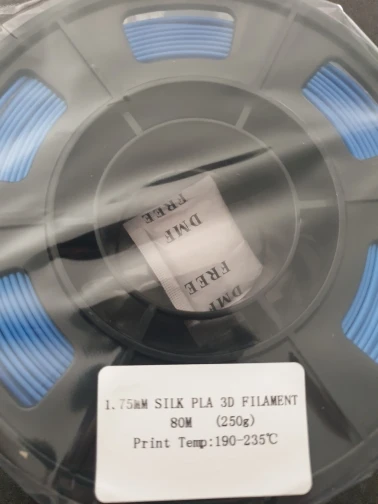 DMF
FREE
DMF
FREE
1.75MM SILK PLA 3D FILAMENT
80M (250g)
Print Temp:190-235℃